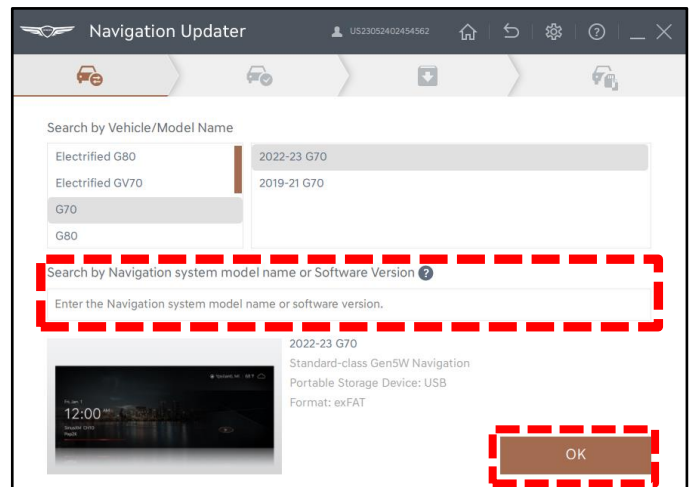 Navigation Updater
US23052402454562
Search by Vehicle/Model Name
Electrified G80
2022-23 G70
Electrified GV70
2019-21 G70
G70
G80
Search by Navigation system model name or Software Version ?
Enter the Navigation system model name or software version.
2022-23 G70
Standard-class Gen5W Navigation
Portable Storage Device: USB
Format: exFAT
12:00
OK